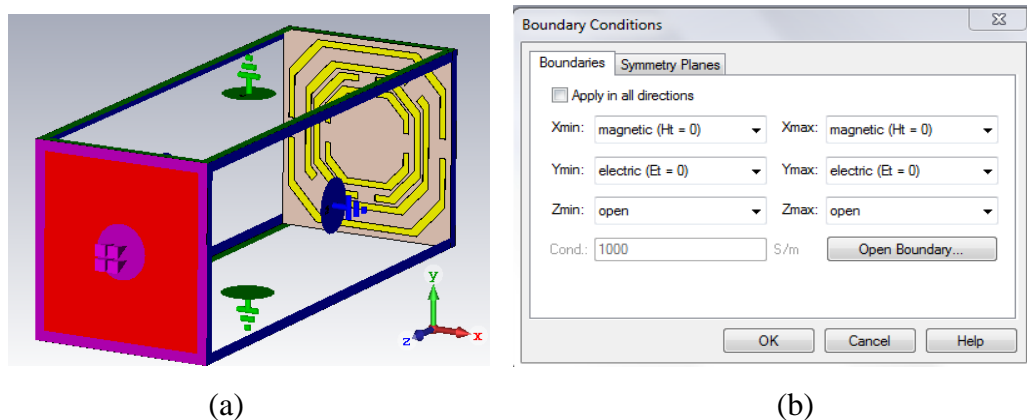 y
z
x
Boundary Conditions
Boundaries Symmetry Planes
Apply in all directions
Xmin: magnetic (Ht = 0) Xmax: magnetic (Ht = 0)
Ymin: electric (Et = 0) Ymax: electric (Et = 0)
Zmin: open Zmax: open
Cond.: 1000 S/m Open Boundary...
OK Cancel Help
(a) (b)